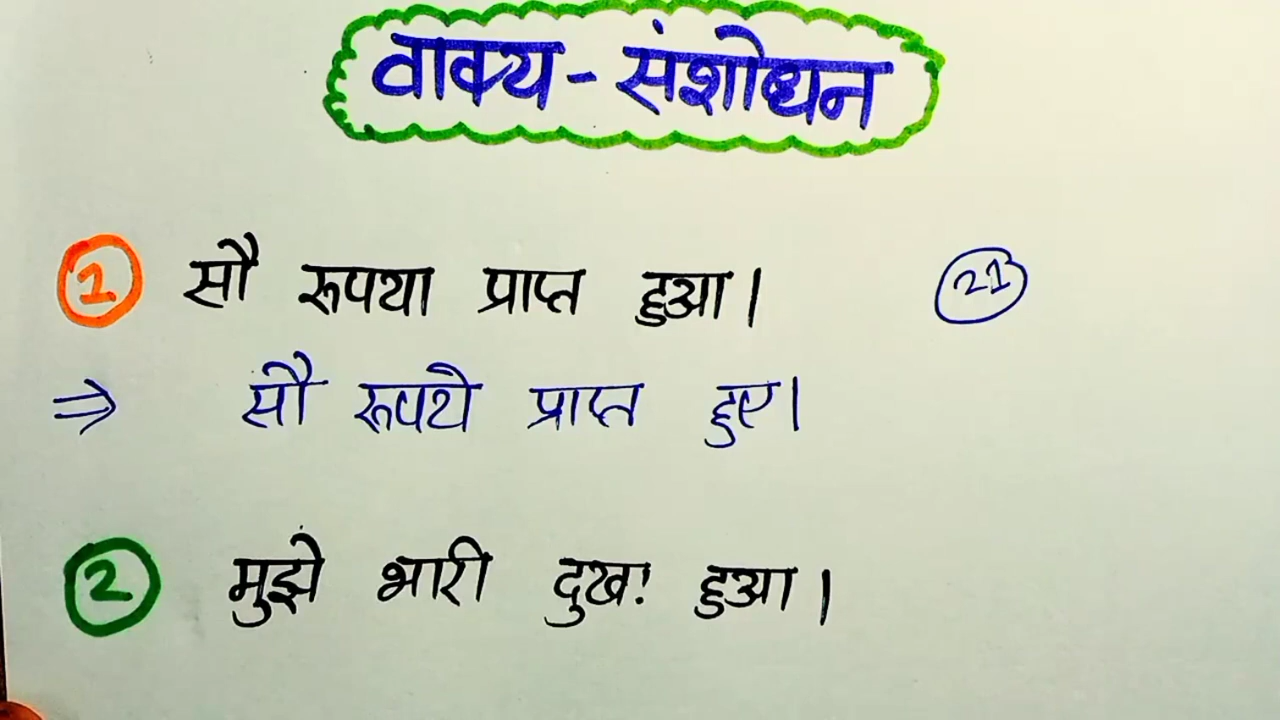 वाक्य-संशोधन
1 सौ रूपया प्राप्त हुआ। 21
⇒ सौ रूपये प्राप्त हुए।
2 मुझे भारी दुख! हुआ।